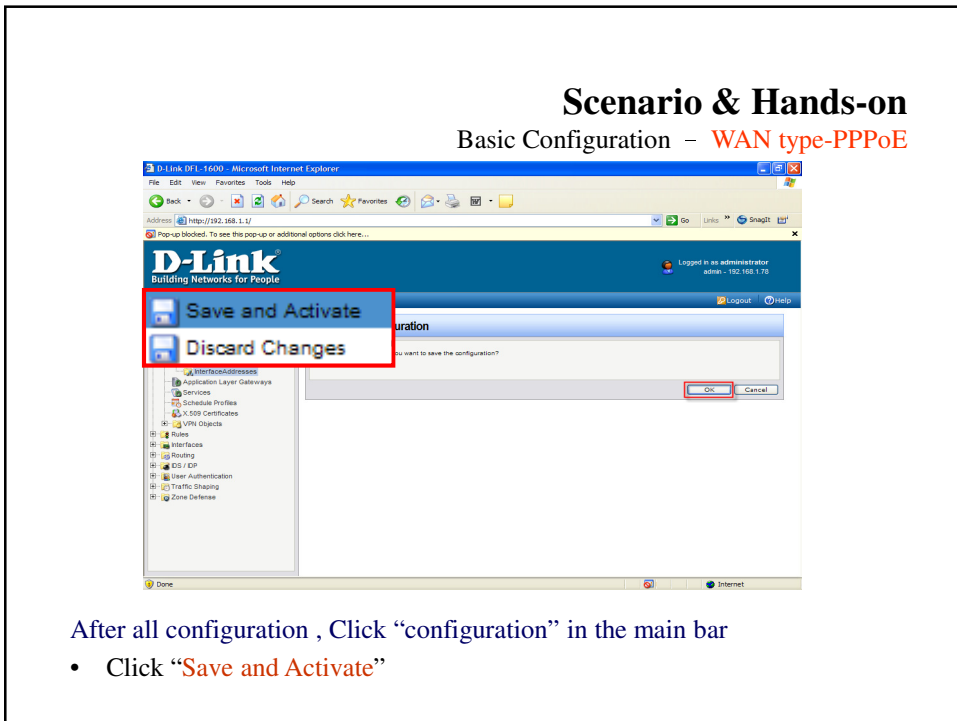 Scenario & Hands-on
Basic Configuration – WAN type-PPPoE
D-Link DFL-1600 - Microsoft Internet Explorer
File Edit View Favorites Tools Help
Back Search Favorites
Address http://192.168.1.1/ Go Links » SnagIt
Pop-up blocked. To see this pop-up or additional options click here...
D-Link®
Building Networks for People
Logged in as administrator
admin - 192.168.1.78
Logout Help
Save and Activate
Discard Changes
uration
ou want to save the configuration?
OK Cancel
InterfaceAddresses
Application Layer Gateways
Services
Schedule Profiles
X.509 Certificates
VPN Objects
Rules
Interfaces
Routing
IDS / IDP
User Authentication
Traffic Shaping
Zone Defense
Done Internet
After all configuration , Click “configuration” in the main bar
• Click “Save and Activate”